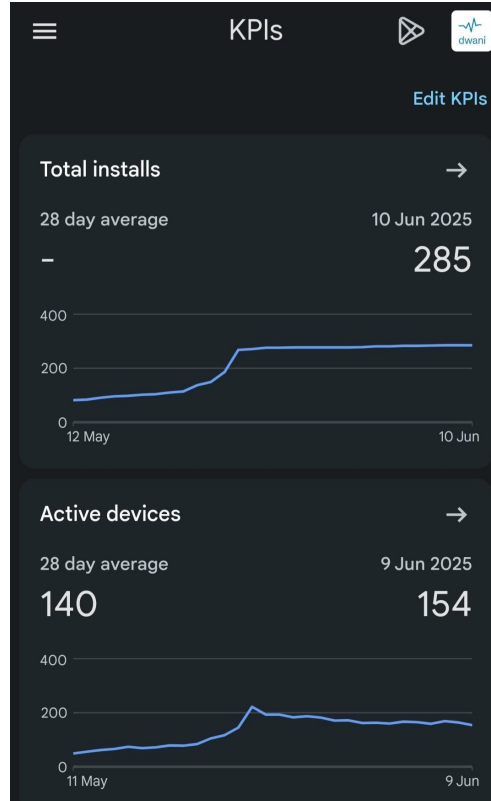 KPIs
dwani
Edit KPIs
Total installs
28 day average 10 Jun 2025
- 285
400
200
0
12 May 10 Jun
Active devices
28 day average 9 Jun 2025
140 154
400
200
0
11 May 9 Jun